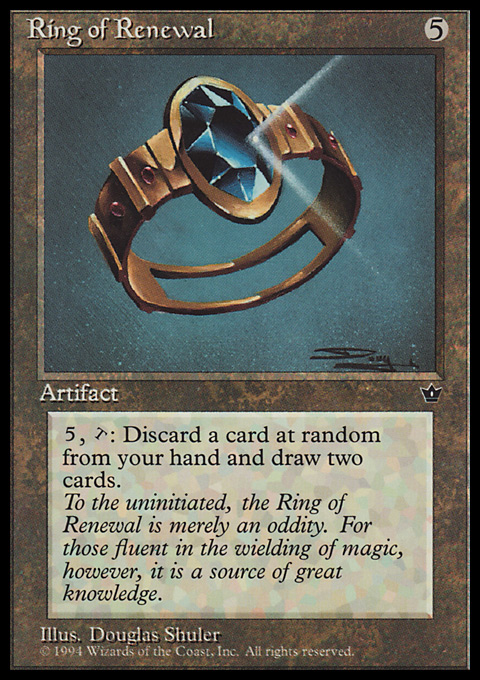 Ring of Renewal 5
Artifact
5, T: Discard a card at random
from your hand and draw two
cards.
To the uninitiated, the Ring of
Renewal is merely an oddity. For
those fluent in the wielding of magic,
however, it is a source of great
knowledge.
Illus. Douglas Shuler
© 1994 Wizards of the Coast, Inc. All rights reserved.